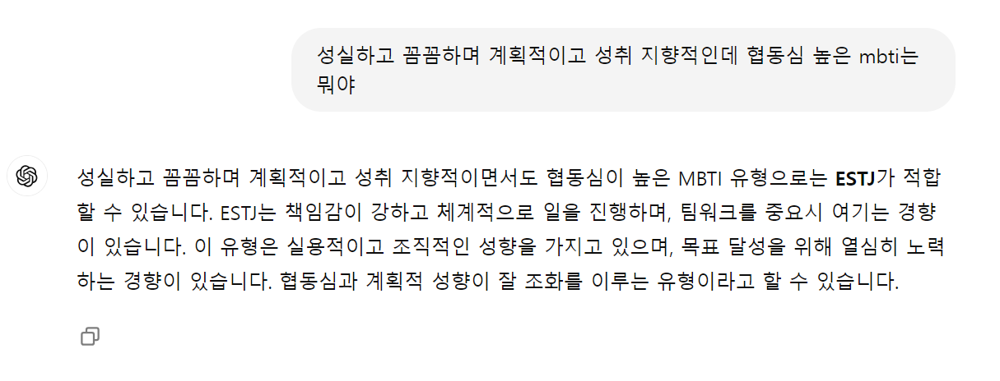 성실하고 꼼꼼하며 계획적이고 성취 지향적인데 협동심 높은 mbti는
뭐야
성실하고 꼼꼼하며 계획적이고 성취 지향적이면서도 협동심이 높은 MBTI 유형으로는 ESTJ가 적합
할 수 있습니다. ESTJ는 책임감이 강하고 체계적으로 일을 진행하며, 팀워크를 중요시 여기는 경향
이 있습니다. 이 유형은 실용적이고 조직적인 성향을 가지고 있으며, 목표 달성을 위해 열심히 노력
하는 경향이 있습니다. 협동심과 계획적 성향이 잘 조화를 이루는 유형이라고 할 수 있습니다.